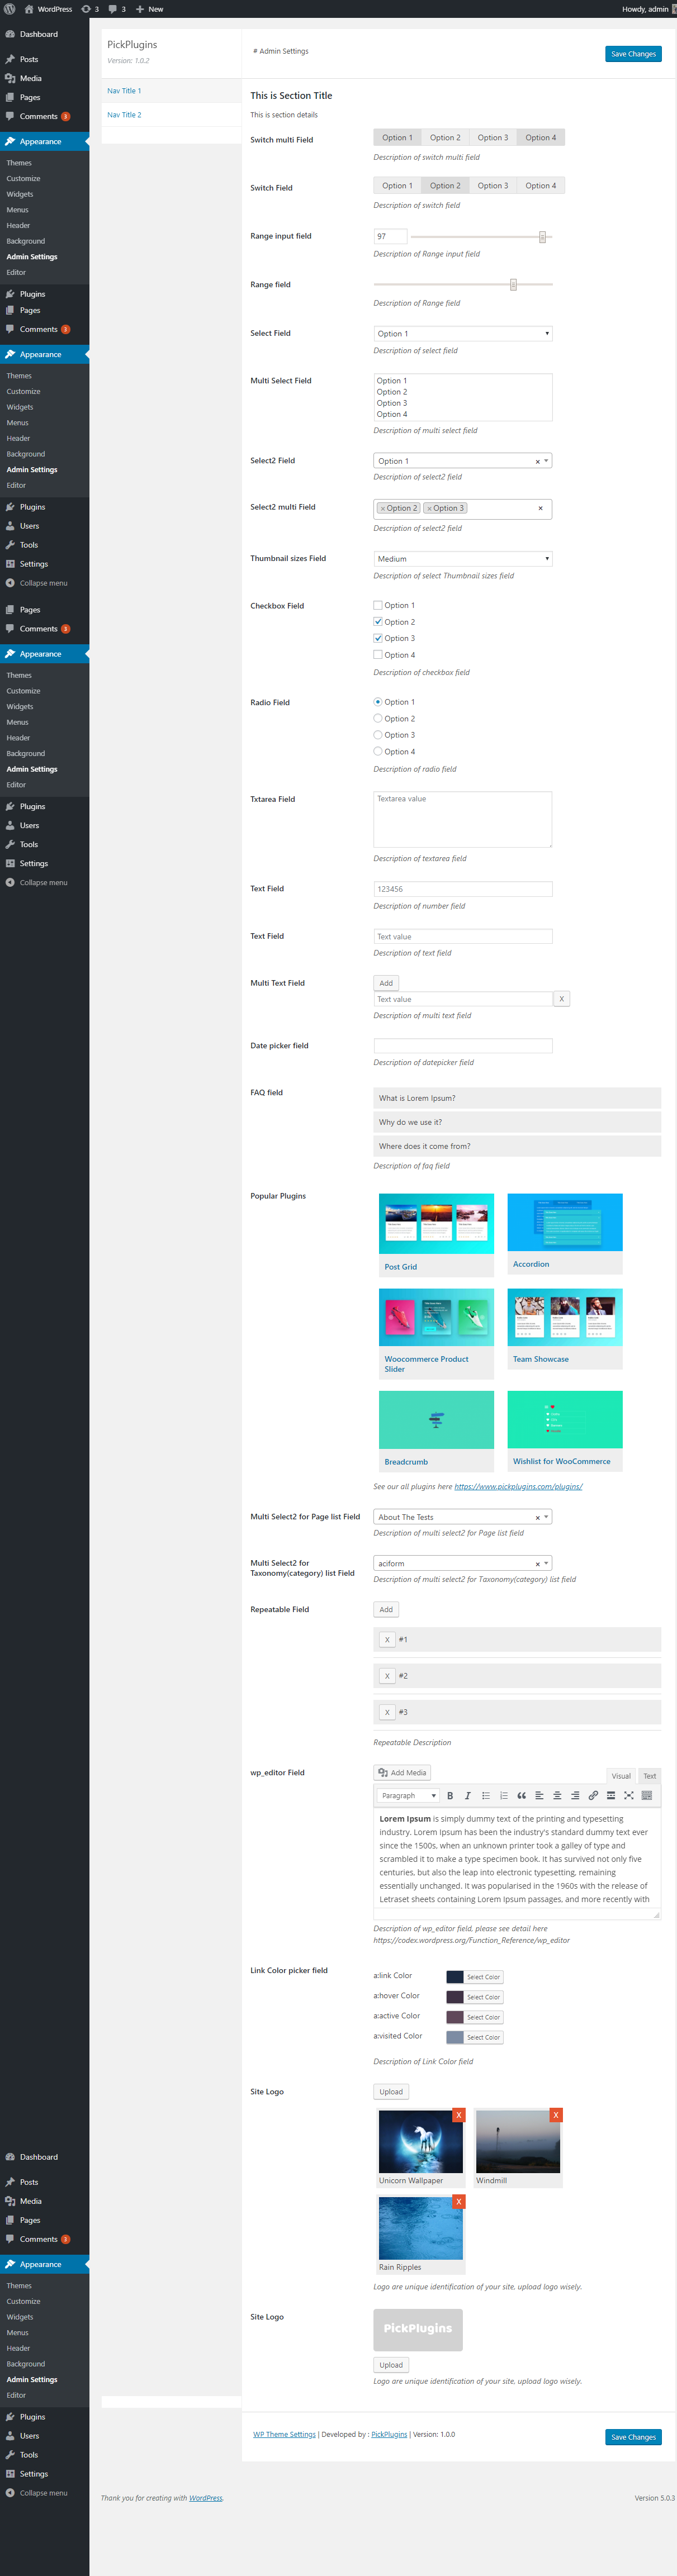 WordPress 3 3 New Howdy, admin
Dashboard
Posts
Media
Pages
Comments 3
Appearance
Themes
Customize
Widgets
Menus
Header
Background
Admin Settings
Editor
Plugins
Pages
Comments 3
Appearance
Themes
Customize
Widgets
Menus
Header
Background
Admin Settings
Editor
Plugins
Users
Tools
Settings
Collapse menu
Pages
Comments 3
Appearance
Themes
Customize
Widgets
Menus
Header
Background
Admin Settings
Editor
Plugins
Users
Tools
Settings
Collapse menu
Dashboard
Posts
Media
Pages
Comments 3
Appearance
Themes
Customize
Widgets
Menus
Header
Background
Admin Settings
Editor
Plugins
Users
Tools
Settings
Collapse menu
PickPlugins
Version: 1.0.2
Nav Title 1
Nav Title 2
# Admin Settings Save Changes
This is Section Title
This is section details
Switch multi Field Option 1 Option 2 Option 3 Option 4
Description of switch multi field
Switch Field Option 1 Option 2 Option 3 Option 4
Description of switch field
Range input field 97
Description of Range input field
Range field
Description of Range field
Select Field Option 1
Description of select field
Multi Select Field Option 1
Option 2
Option 3
Option 4
Description of multi select field
Select2 Field Option 1 ×
Description of select2 field
Select2 multi Field × Option 2 × Option 3 ×
Description of select2 field
Thumbnail sizes Field Medium
Description of select Thumbnail sizes field
Checkbox Field Option 1
Option 2
Option 3
Option 4
Description of checkbox field
Radio Field Option 1
Option 2
Option 3
Option 4
Description of radio field
Txtarea Field Textarea value
Description of textarea field
Text Field 123456
Description of number field
Text Field Text value
Description of text field
Multi Text Field Add
Text value X
Description of multi text field
Date picker field
Description of datepicker field
FAQ field What is Lorem Ipsum?
Why do we use it?
Where does it come from?
Description of faq field
Popular Plugins
Post Grid Accordion
Woocommerce Product Slider Team Showcase
Breadcrumb Wishlist for WooCommerce
See our all plugins here https://www.pickplugins.com/plugins/
Multi Select2 for Page list Field About The Tests ×
Description of multi select2 for Page list field
Multi Select2 for
Taxonomy(category) list Field aciform ×
Description of multi select2 for Taxonomy(category) list field
Repeatable Field Add
X #1
X #2
X #3
Repeatable Description
wp_editor Field Add Media Visual Text
Paragraph B I
Lorem Ipsum is simply dummy text of the printing and typesetting
industry. Lorem Ipsum has been the industry's standard dummy text ever
since the 1500s, when an unknown printer took a galley of type and
scrambled it to make a type specimen book. It has survived not only five
centuries, but also the leap into electronic typesetting, remaining
essentially unchanged. It was popularised in the 1960s with the release of
Letraset sheets containing Lorem Ipsum passages, and more recently with
Description of wp_editor field, please see detail here
https://codex.wordpress.org/Function_Reference/wp_editor
Link Color picker field a:link Color Select Color
a:hover Color Select Color
a:active Color Select Color
a:visited Color Select Color
Description of Link Color field
Site Logo Upload
X X
Unicorn Wallpaper Windmill
X
Rain Ripples
Logo are unique identification of your site, upload logo wisely.
Site Logo PickPlugins
Upload
Logo are unique identification of your site, upload logo wisely.
WP Theme Settings | Developed by : PickPlugins | Version: 1.0.0 Save Changes
Thank you for creating with WordPress. Version 5.0.3